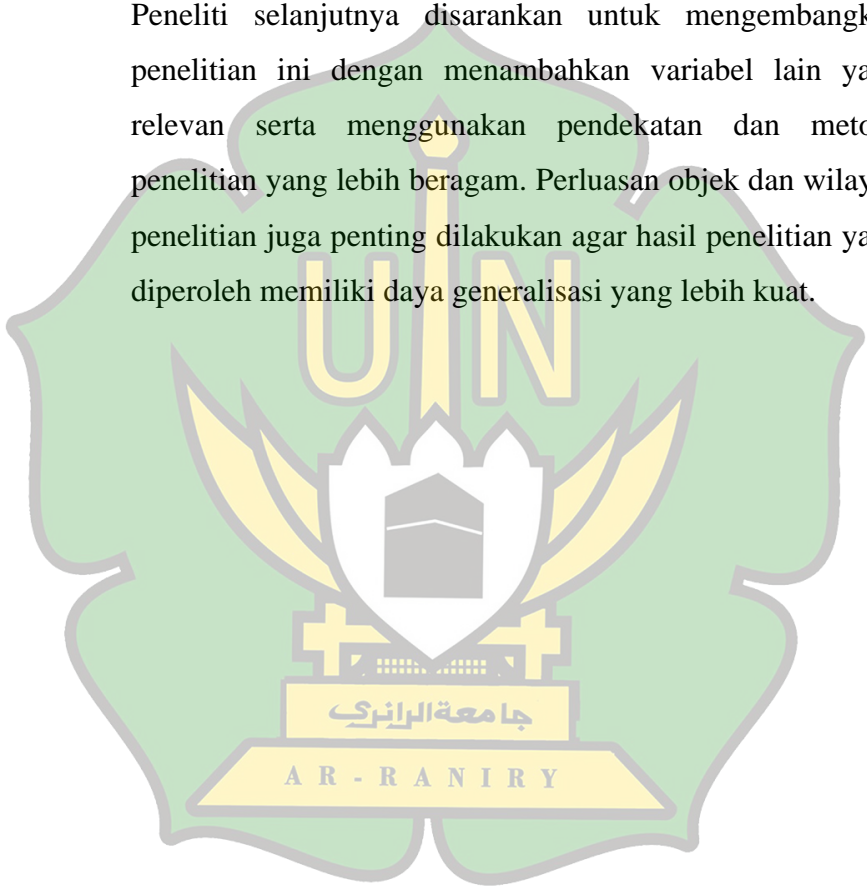 Peneliti selanjutnya disarankan untuk mengembangk
penelitian ini dengan menambahkan variabel lain ya
relevan serta menggunakan pendekatan dan meto
penelitian yang lebih beragam. Perluasan objek dan wilay
penelitian juga penting dilakukan agar hasil penelitian ya
diperoleh memiliki daya generalisasi yang lebih kuat.
UIN
جامعة الرانري
AR-RANIRY